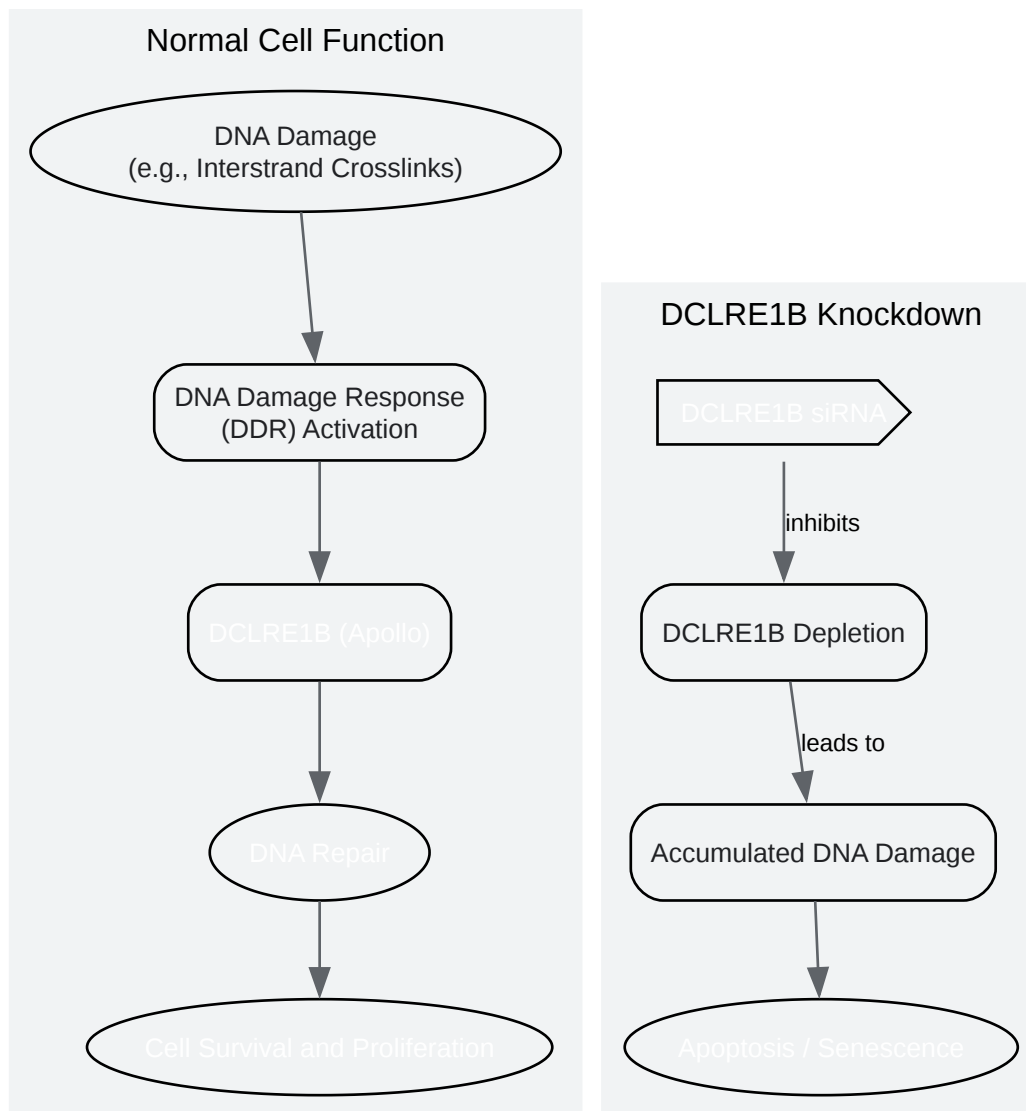 Normal Cell Function
DNA Damage
(e.g., Interstrand Crosslinks)
DNA Damage Response
(DDR) Activation
DCLRE1B (Apollo)
DNA Repair
Cell Survival and Proliferation
DCLRE1B Knockdown
DCLRE1B siRNA
inhibits
DCLRE1B Depletion
leads to
Accumulated DNA Damage
Apoptosis / Senescence